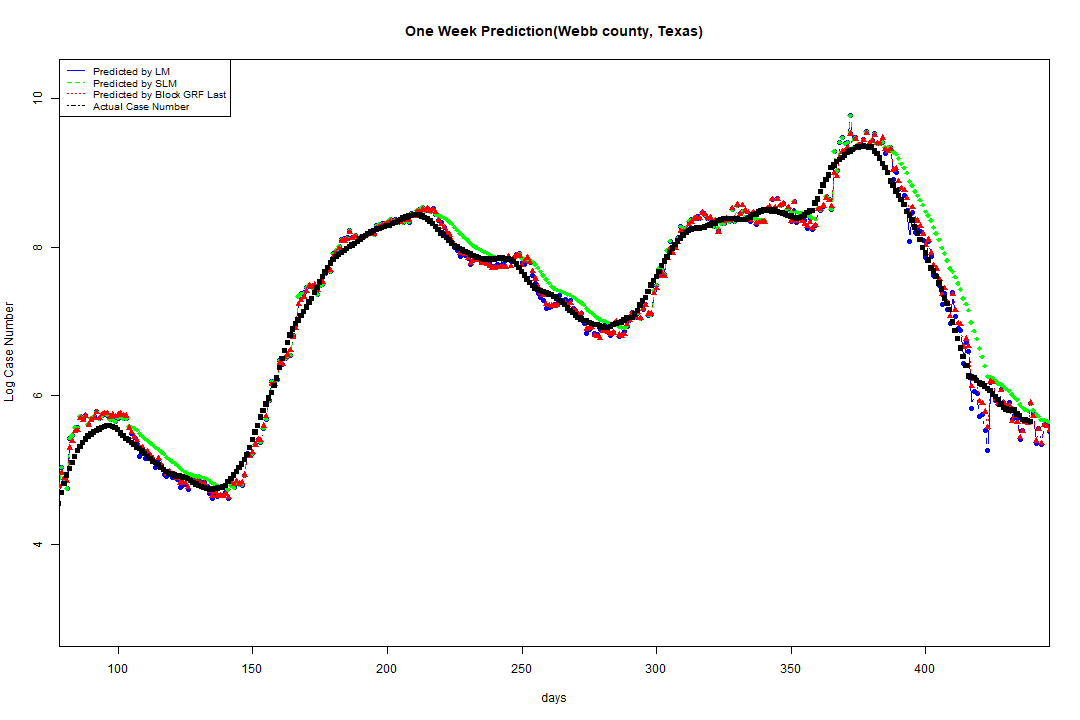 One Week Prediction(Webb county, Texas)
Predicted by LM
Predicted by SLM
Predicted by Block GRF Last
Actual Case Number
10
8
6
4
Log Case Number
100 150 200 250 300 350 400
days